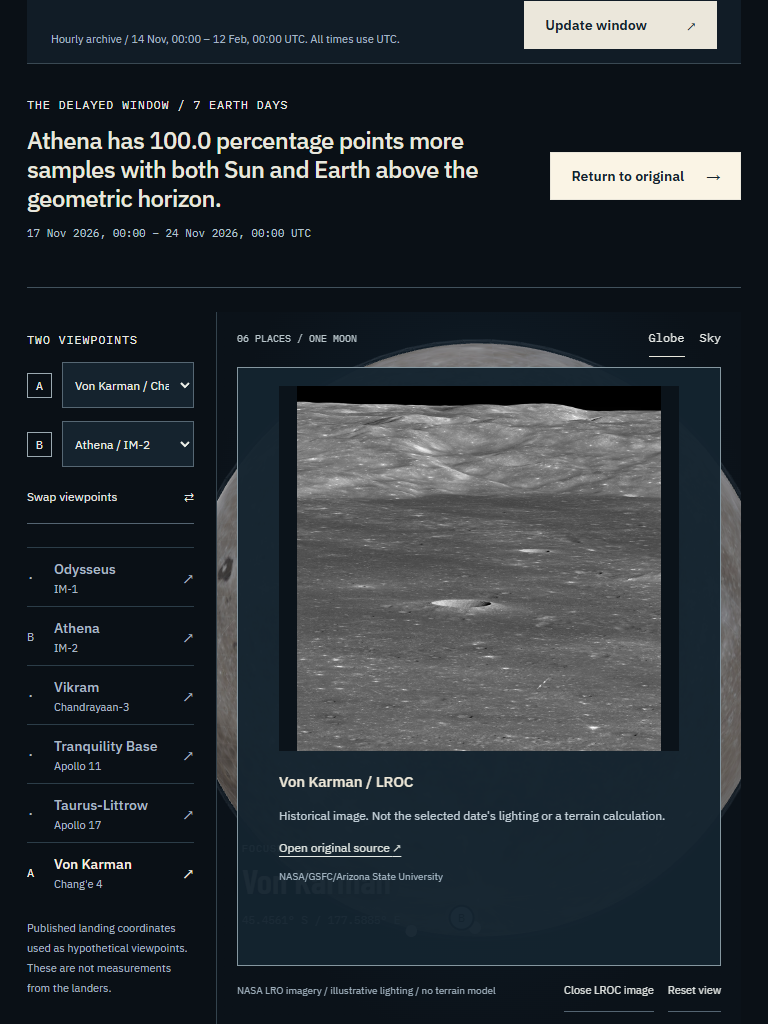 Hourly archive / 14 Nov, 00:00 – 12 Feb, 00:00 UTC. All times use UTC.
Update window ↗
THE DELAYED WINDOW / 7 EARTH DAYS
Athena has 100.0 percentage points more
samples with both Sun and Earth above the
geometric horizon.
Return to original →
17 Nov 2026, 00:00 – 24 Nov 2026, 00:00 UTC
TWO VIEWPOINTS
A Von Karman / Cha
B Athena / IM-2
Swap viewpoints ⇄
· Odysseus ↗
IM-1
B Athena ↗
IM-2
· Vikram ↗
Chandrayaan-3
· Tranquility Base ↗
Apollo 11
· Taurus-Littrow ↗
Apollo 17
A Von Karman ↗
Chang'e 4
Published landing coordinates
used as hypothetical viewpoints.
These are not measurements
from the landers.
06 PLACES / ONE MOON
Globe Sky
Von Karman / LROC
Historical image. Not the selected date's lighting or a terrain calculation.
Open original source ↗
NASA/GSFC/Arizona State University
Von Karman
NASA LRO imagery / illustrative lighting / no terrain model
Close LROC image Reset view